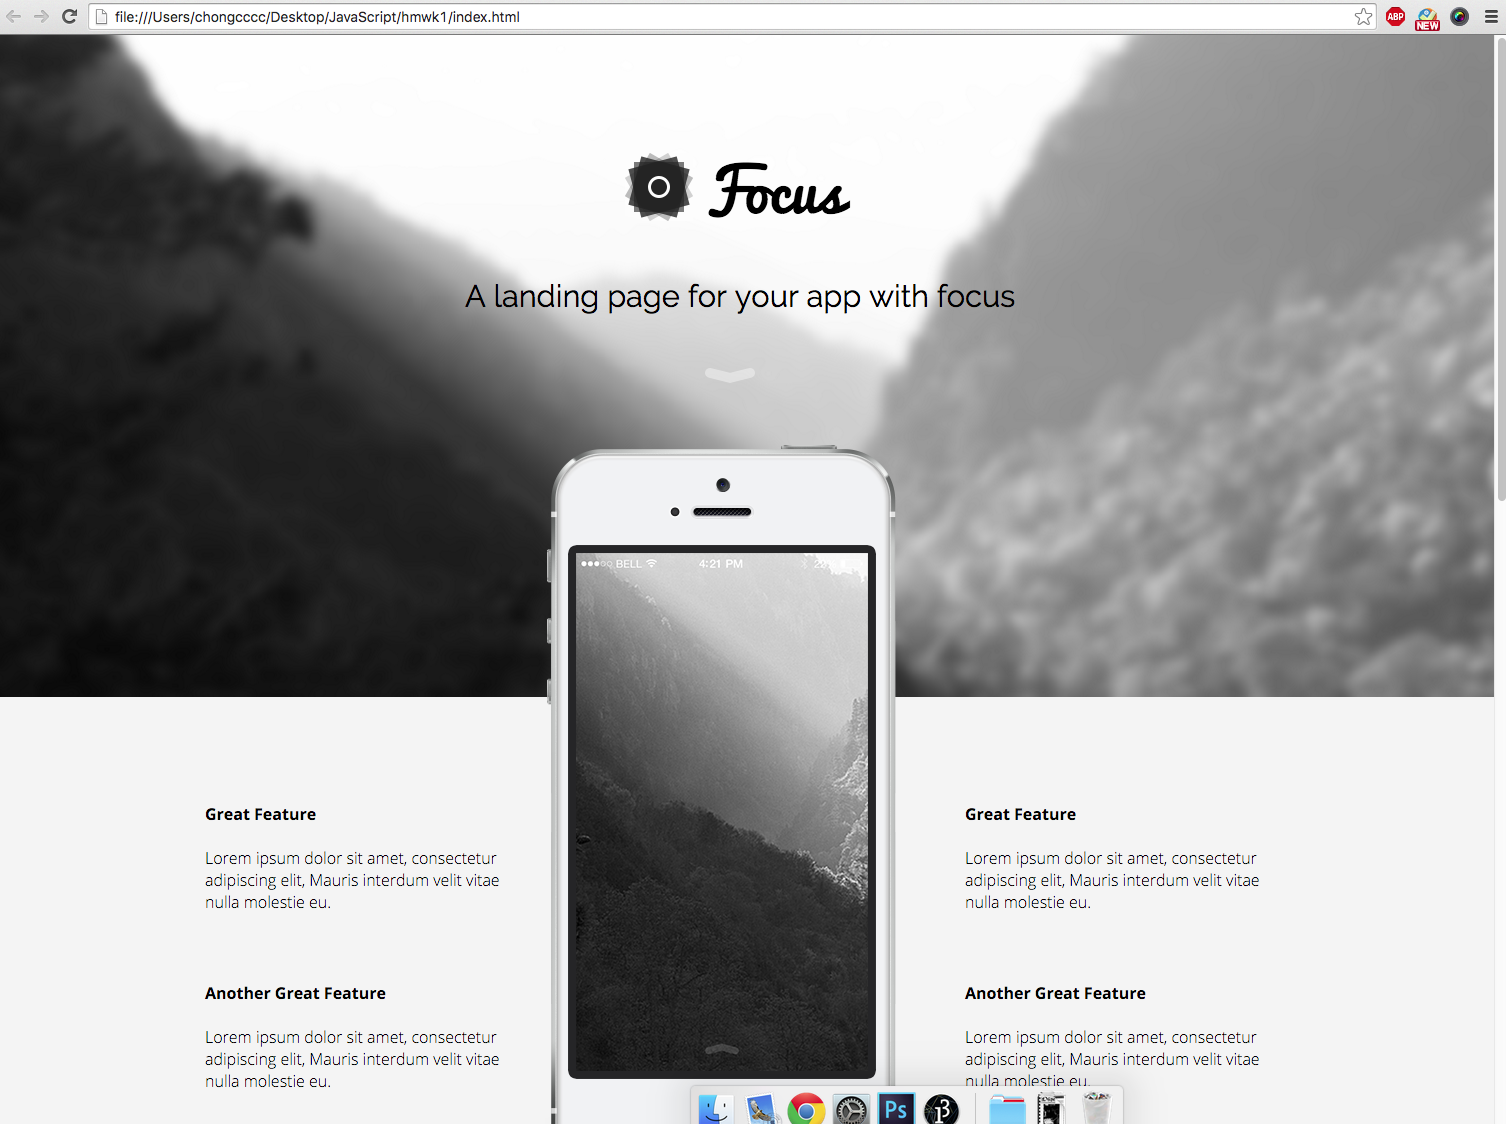 file:///Users/chongcccc/Desktop/JavaScript/hmwk1/index.html
ABP
NEW
Focus
A landing page for your app with focus
BELL 4:21 PM
Great Feature
Lorem ipsum dolor sit amet, consectetur
adipiscing elit, Mauris interdum velit vitae
nulla molestie eu.
Another Great Feature
Lorem ipsum dolor sit amet, consectetur
adipiscing elit, Mauris interdum velit vitae
nulla molestie eu.
Great Feature
Lorem ipsum dolor sit amet, consectetur
adipiscing elit, Mauris interdum velit vitae
nulla molestie eu.
Another Great Feature
Lorem ipsum dolor sit amet, consectetur
adipiscing elit, Mauris interdum velit vitae
nulla molestie eu.
Ps